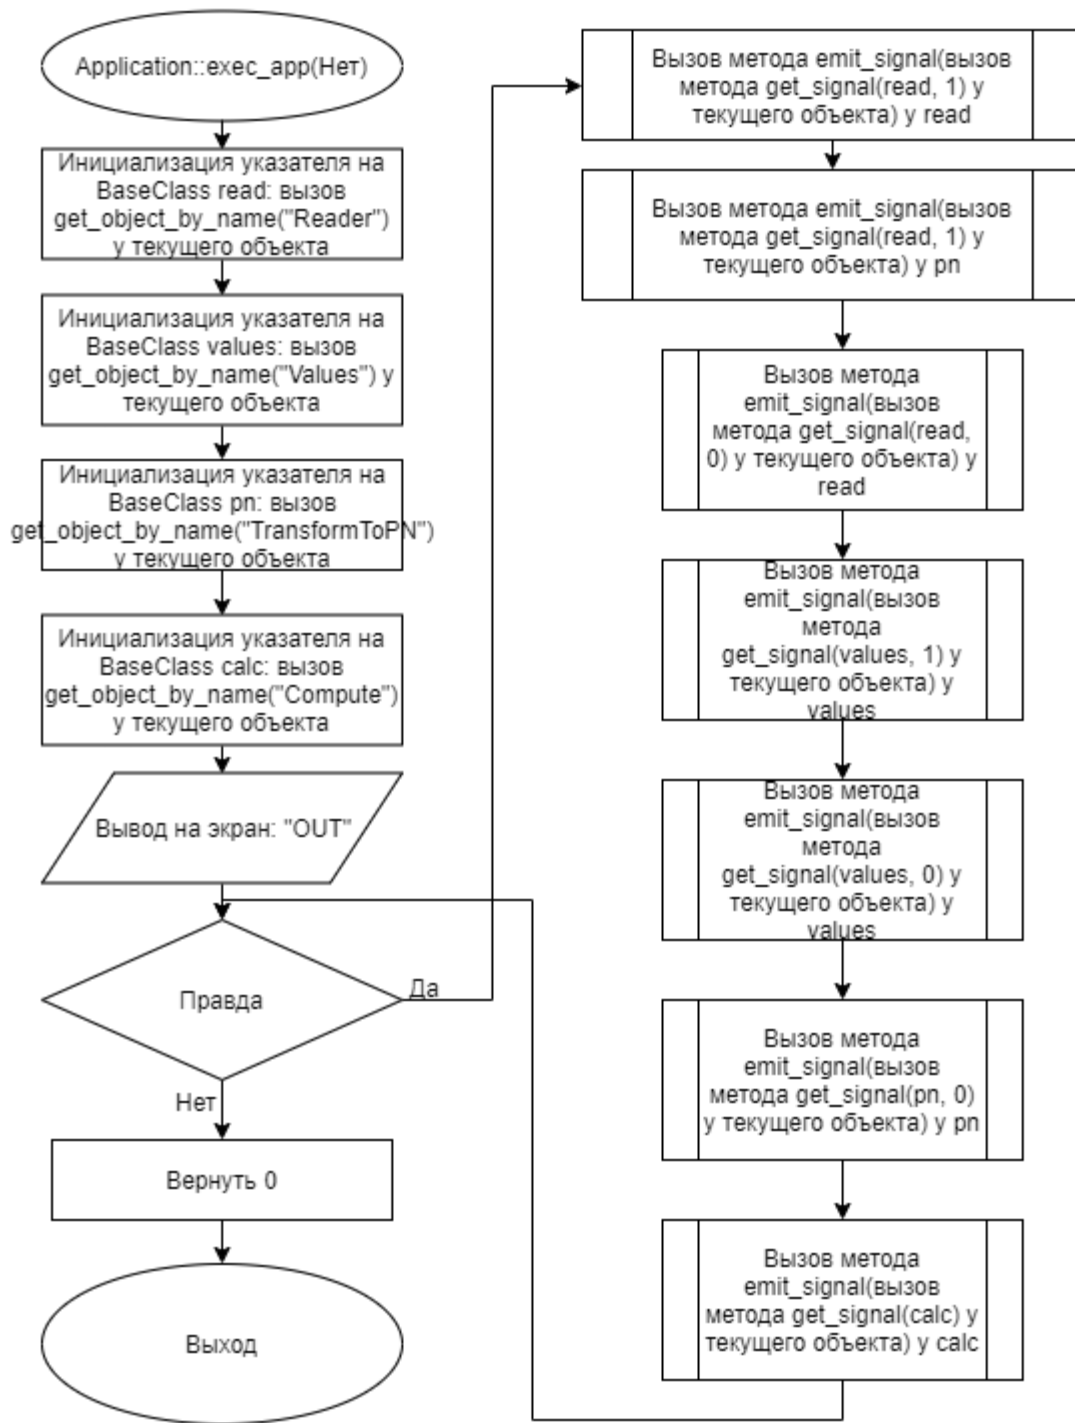 Application::exec_app(Нет)
Инициализация указателя на
BaseClass read: вызов
get_object_by_name("Reader")
у текущего объекта
Инициализация указателя на
BaseClass values: вызов
get_object_by_name("Values") у
текущего объекта
Инициализация указателя на
BaseClass pn: вызов
get_object_by_name("TransformToPN")
у текущего объекта
Инициализация указателя на
BaseClass calc: вызов
get_object_by_name("Compute")
у текущего объекта
Вывод на экран: "OUT"
Правда
Да
Нет
Вернуть 0
Выход
Вызов метода emit_signal(вызов
метода get_signal(read, 1) у
текущего объекта) у read
Вызов метода emit_signal(вызов
метода get_signal(read, 1) у
текущего объекта) у pn
Вызов метода
emit_signal(вызов
метода get_signal(read,
0) у текущего объекта) у
read
Вызов метода
emit_signal(вызов
метода
get_signal(values, 1) у
текущего объекта) у
values
Вызов метода
emit_signal(вызов
метода
get_signal(values, 0) у
текущего объекта) у
values
Вызов метода
emit_signal(вызов
метода get_signal(pn, 0)
у текущего объекта) у pn
Вызов метода
emit_signal(вызов
метода get_signal(calc) у
текущего объекта) у calc